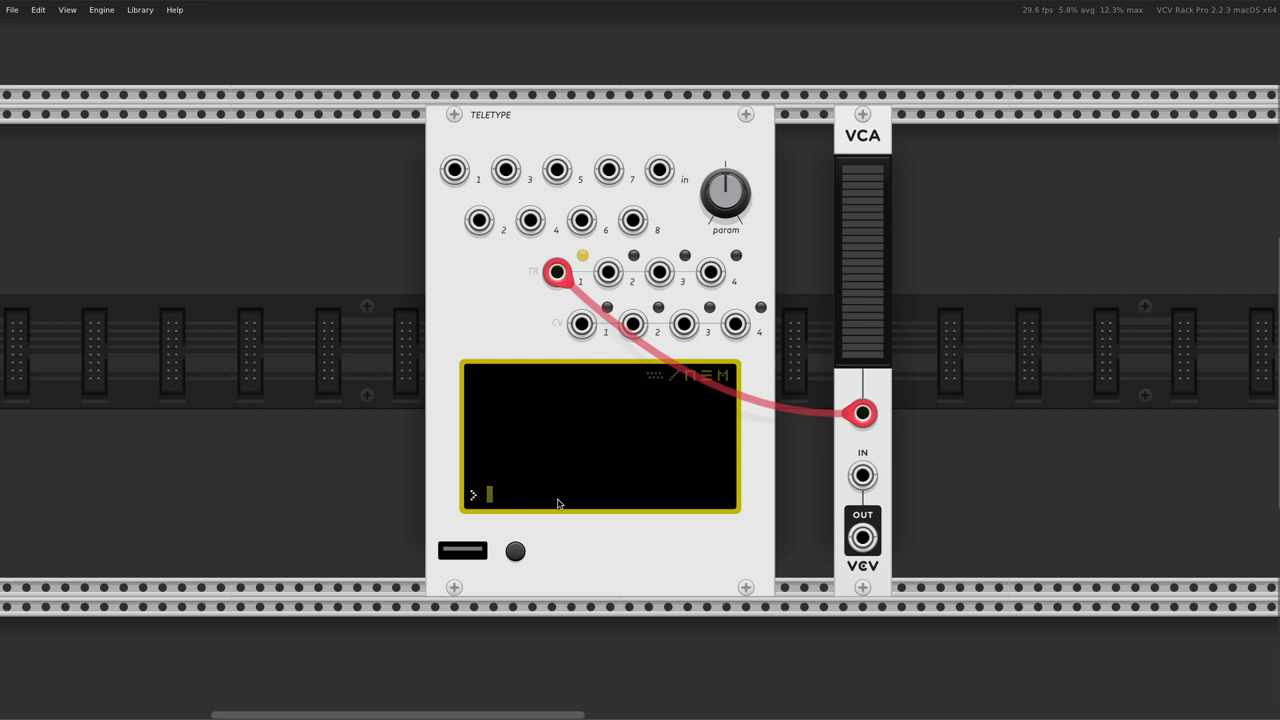 File Edit View Engine Library Help
29.6 fps 5.8% avg 12.3% max VCV Rack Pro 2.2.3 macOS x64
TELETYPE
1 3 5 7 in
2 4 6 8
param
TR 1 2 3 4
CV 1 2 3 4
M
>
VCA
IN
OUT
VCV